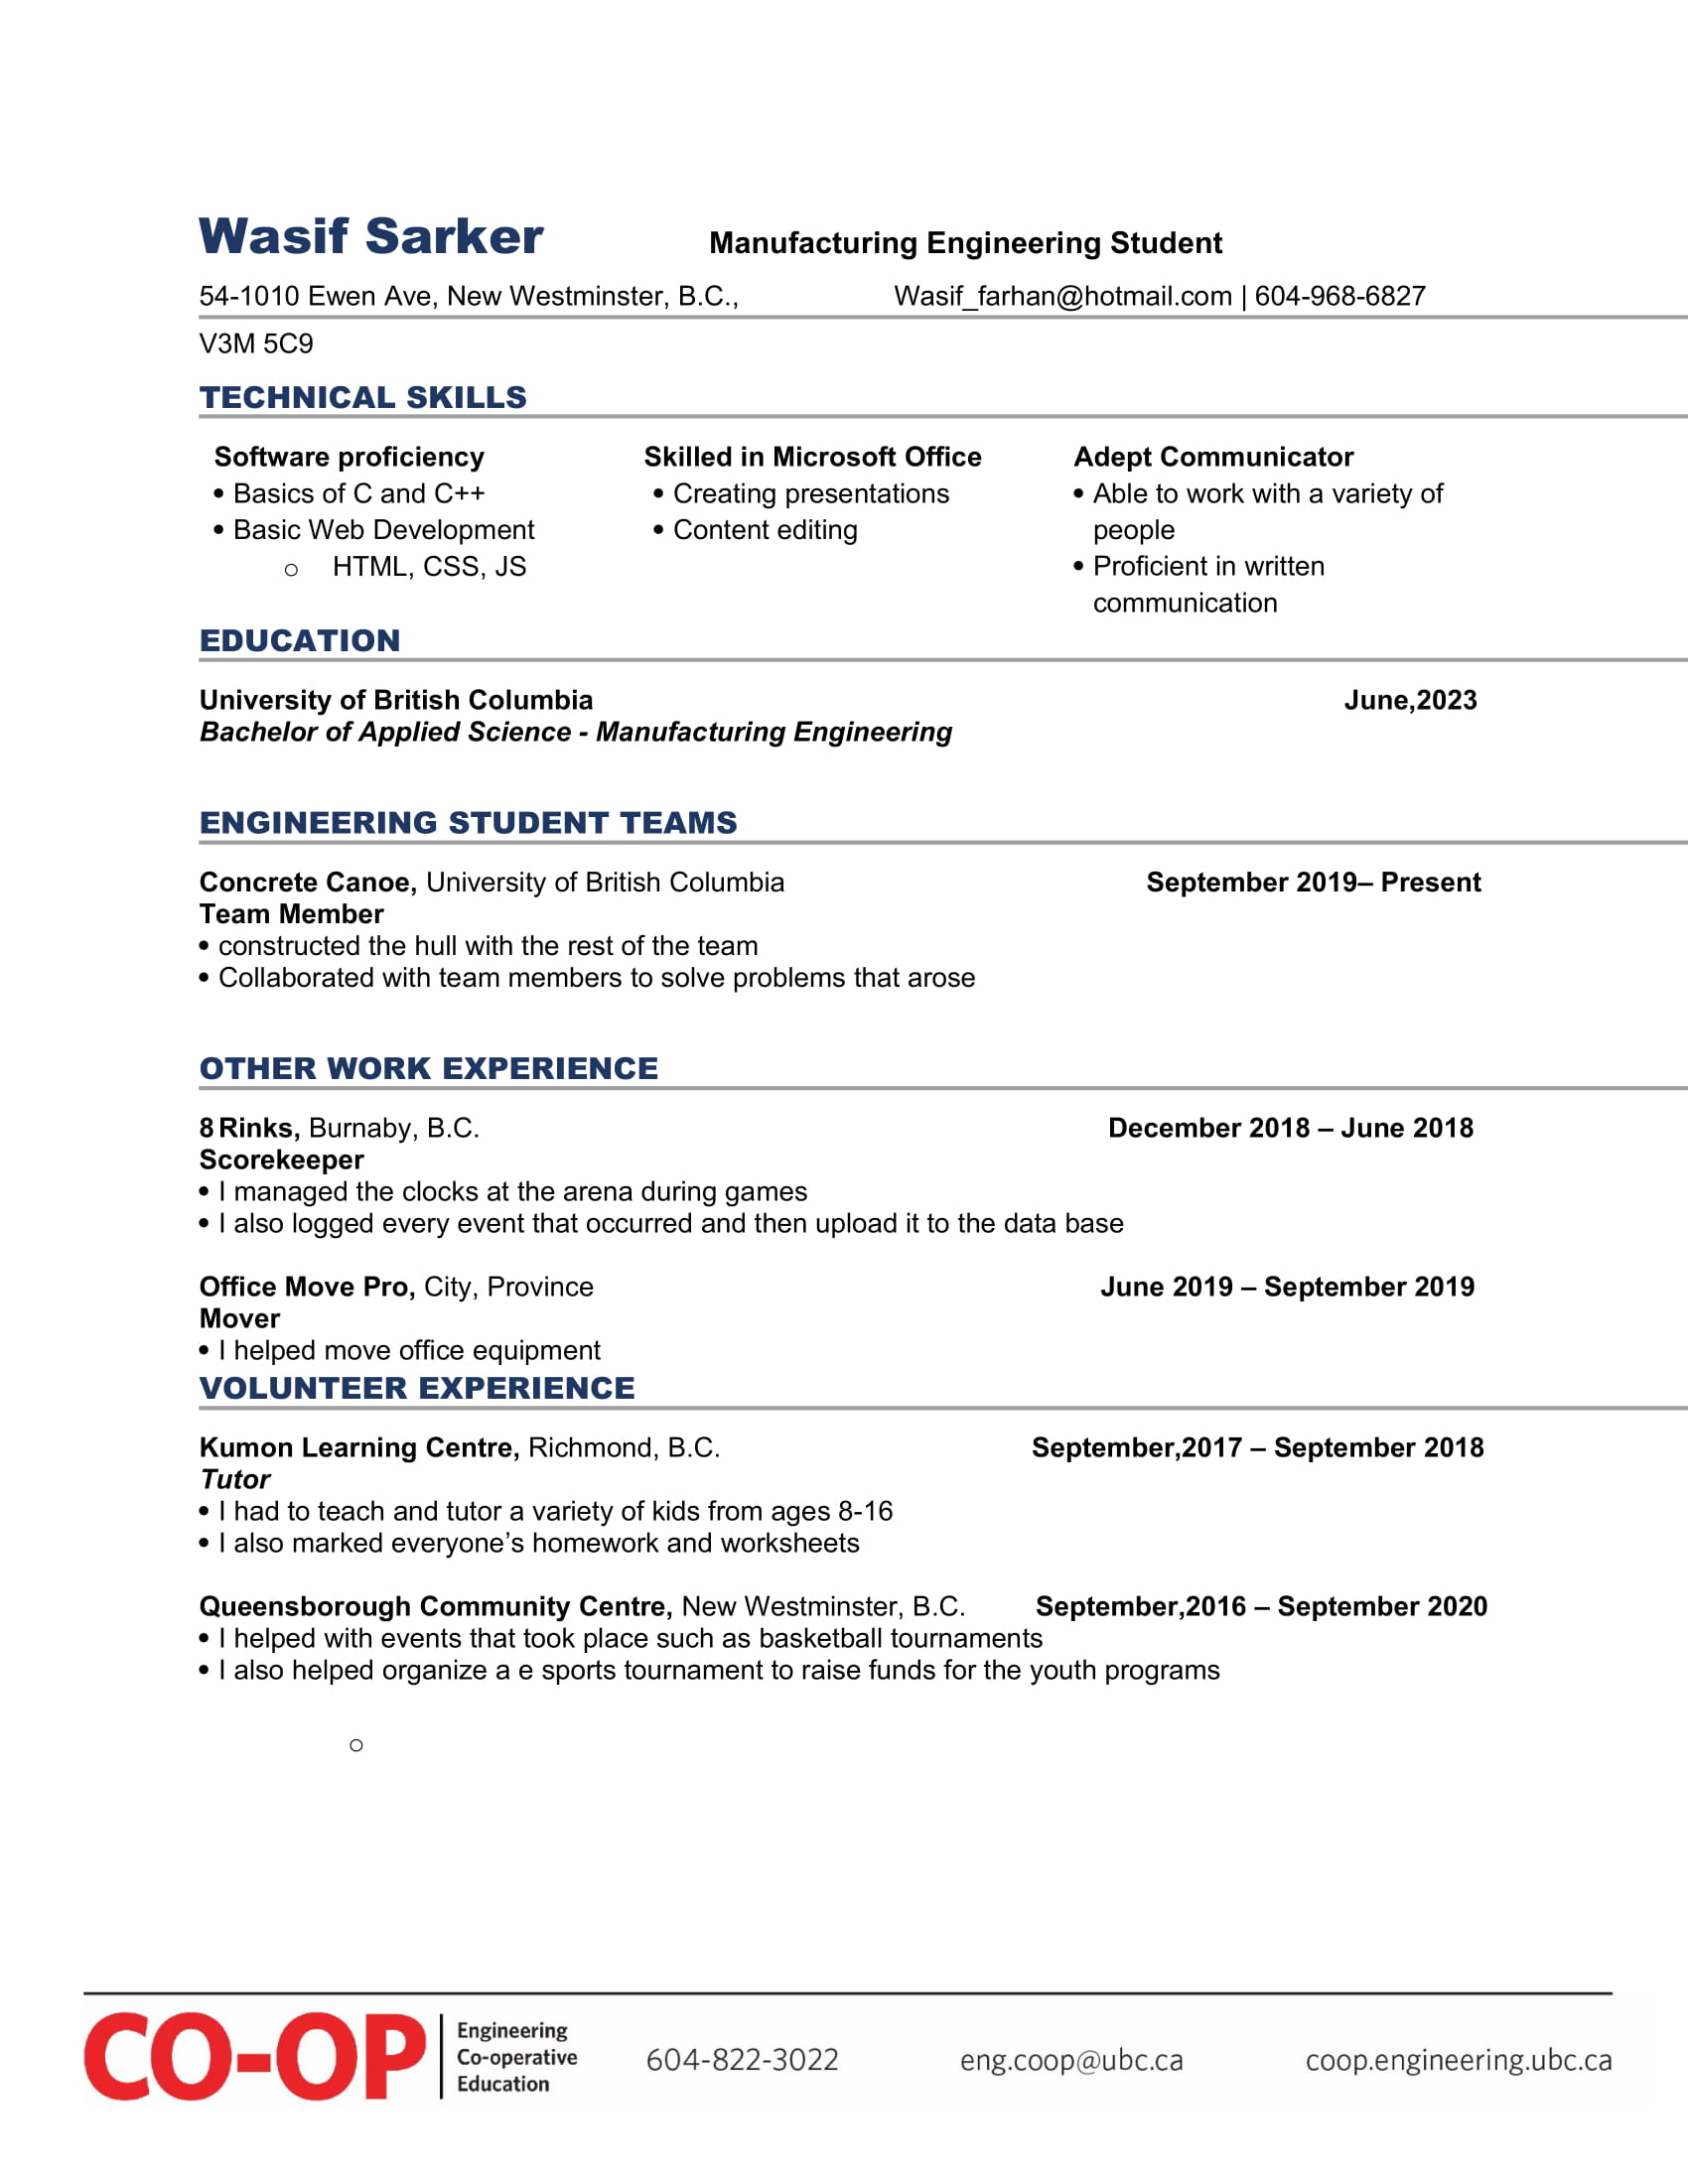 Wasif Sarker Manufacturing Engineering Student
54-1010 Ewen Ave, New Westminster, B.C., Wasif_farhan@hotmail.com | 604-968-6827
V3M 5C9
TECHNICAL SKILLS
Software proficiency
• Basics of C and C++
• Basic Web Development
o HTML, CSS, JS
Skilled in Microsoft Office
• Creating presentations
• Content editing
Adept Communicator
• Able to work with a variety of
people
• Proficient in written
communication
EDUCATION
University of British Columbia June,2023
Bachelor of Applied Science - Manufacturing Engineering
ENGINEERING STUDENT TEAMS
Concrete Canoe, University of British Columbia September 2019– Present
Team Member
• constructed the hull with the rest of the team
• Collaborated with team members to solve problems that arose
OTHER WORK EXPERIENCE
8 Rinks, Burnaby, B.C. December 2018 – June 2018
Scorekeeper
• I managed the clocks at the arena during games
• I also logged every event that occurred and then upload it to the data base
Office Move Pro, City, Province June 2019 – September 2019
Mover
• I helped move office equipment
VOLUNTEER EXPERIENCE
Kumon Learning Centre, Richmond, B.C. September,2017 – September 2018
Tutor
• I had to teach and tutor a variety of kids from ages 8-16
• I also marked everyone’s homework and worksheets
Queensborough Community Centre, New Westminster, B.C. September,2016 – September 2020
• I helped with events that took place such as basketball tournaments
• I also helped organize a e sports tournament to raise funds for the youth programs
o
CO-OP
Engineering
Co-operative
Education
604-822-3022 eng.coop@ubc.ca coop.engineering.ubc.ca